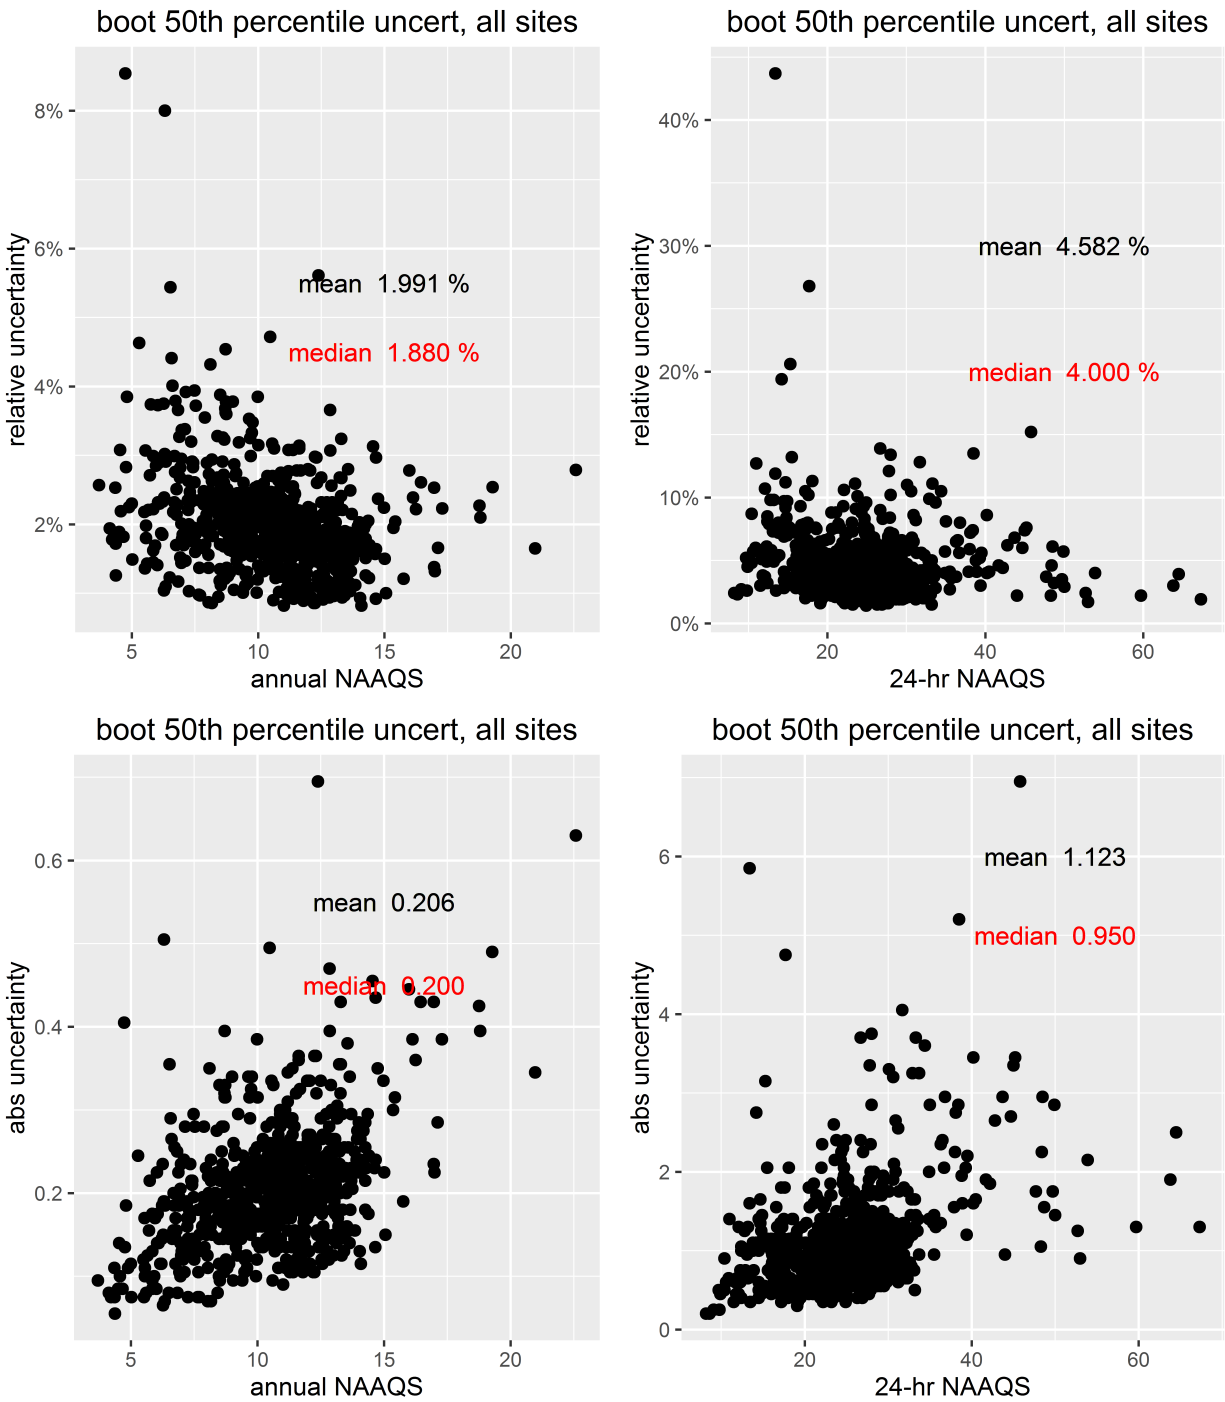 boot 50th percentile uncert, all sites
relative uncertainty
8%
6%
4%
2%
mean 1.991 %
median 1.880 %
5 10 15 20
annual NAAQS
boot 50th percentile uncert, all sites
relative uncertainty
40%
30%
20%
10%
0%
mean 4.582 %
median 4.000 %
20 40 60
24-hr NAAQS
boot 50th percentile uncert, all sites
abs uncertainty
0.6
0.4
0.2
mean 0.206
median 0.200
5 10 15 20
annual NAAQS
boot 50th percentile uncert, all sites
abs uncertainty
6
4
2
0
mean 1.123
median 0.950
20 40 60
24-hr NAAQS